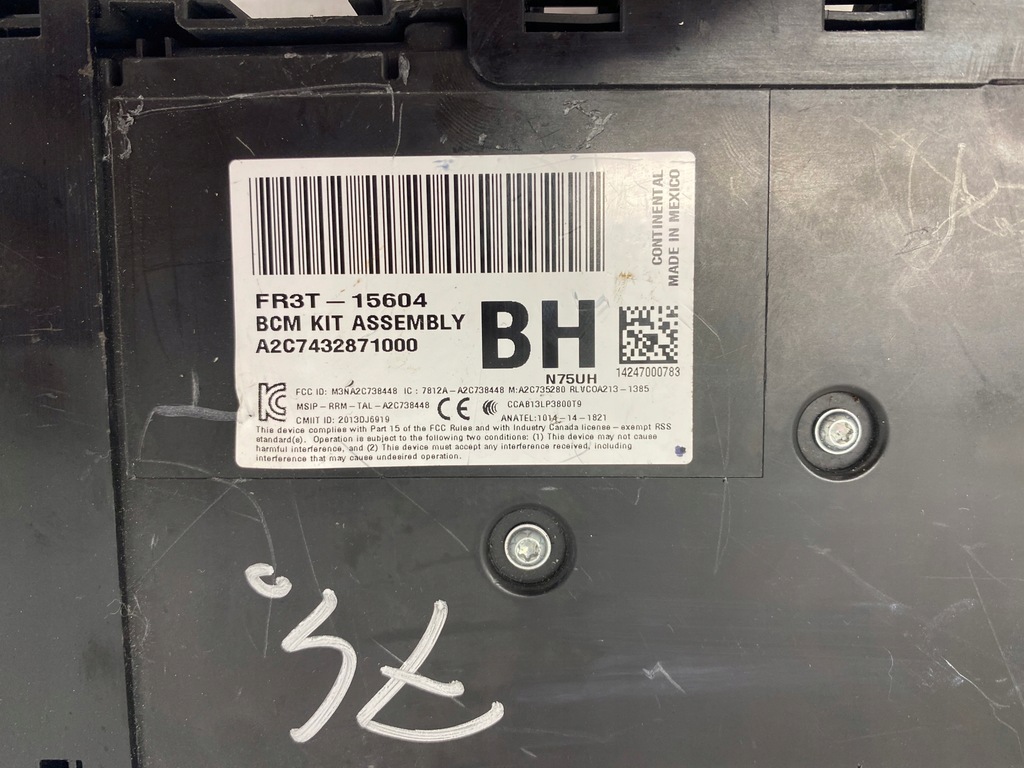 FR3T – 15604
BCM KIT ASSEMBLY
A2C7432871000
BH
N75UH
CONTINENTAL
MADE IN MEXICO
14247000783
FCC ID: M3NA2C738448 IC : 7812A–A2C738448 M:A2C735280 RLVCOA213–1385
MSIP–RRM–TAL–A2C738448 CE CCAB13LP3800T9
CMIIT ID: 2013DJ6919 ANATEL:1014–14–1821
This device complies with Part 15 of the FCC Rules and with Industry Canada license – exempt RSS
standard(s). Operation is subject to the following two conditions: (1) This device may not cause
harmful interference, and (2) This device must accept any interference received, including
interference that may cause undesired operation.